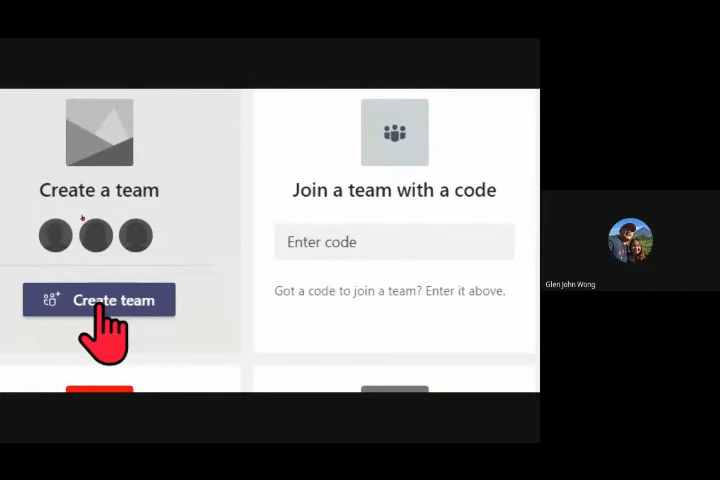 Create a team
Create team
Join a team with a code
Enter code
Got a code to join a team? Enter it above.
Glen John Wong